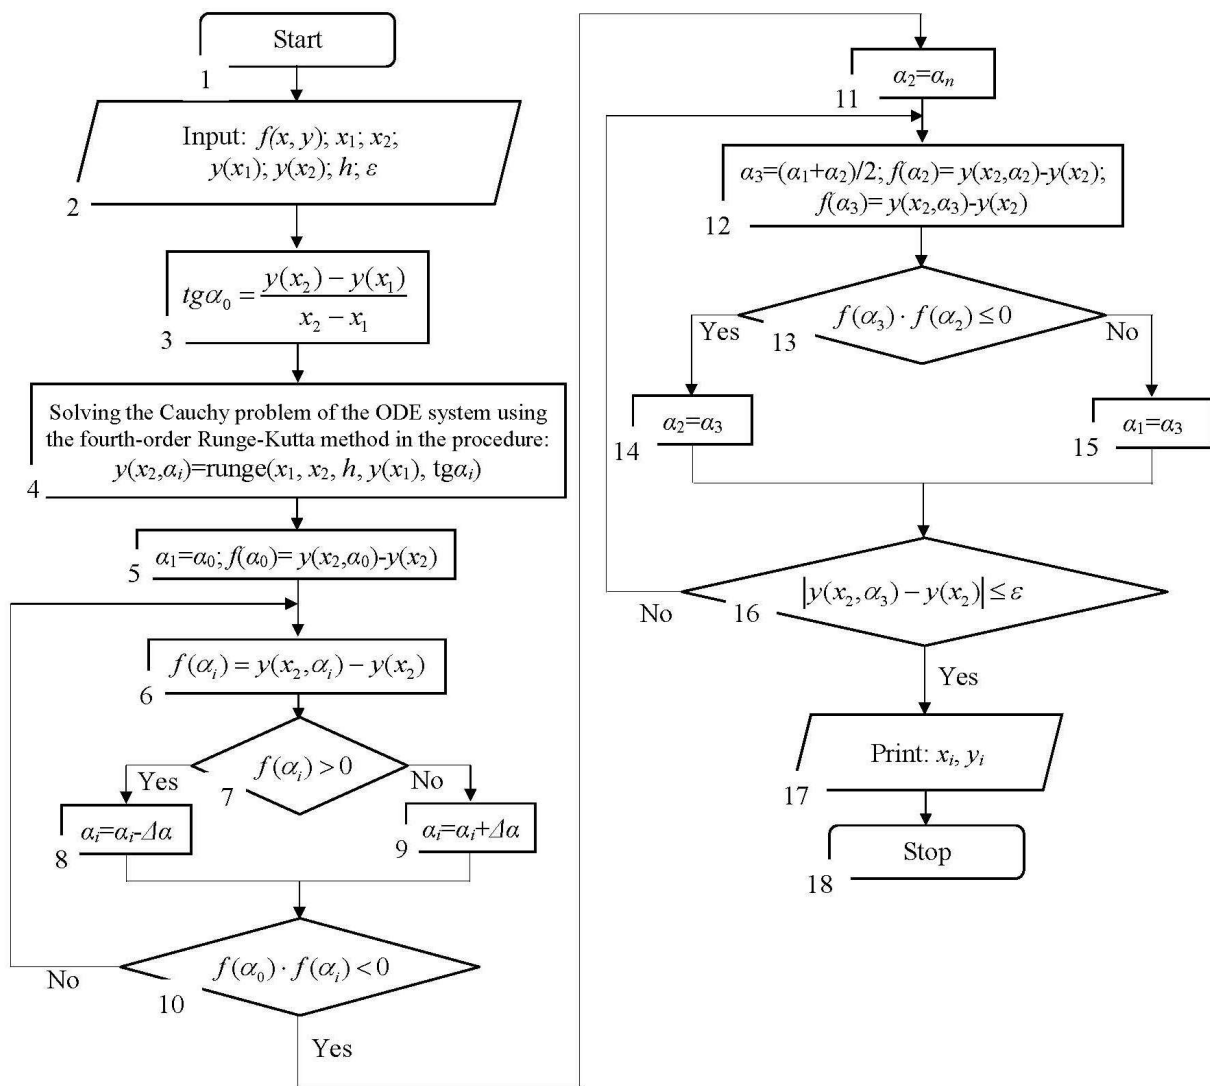 Start
1
Input: f(x, y); x₁; x₂;
y(x₁); y(x₂); h; ε
2
tgα₀ = (y(x₂) − y(x₁)) / (x₂ − x₁)
3
Solving the Cauchy problem of the ODE system using
the fourth-order Runge-Kutta method in the procedure:
y(x₂,αᵢ)=runge(x₁, x₂, h, y(x₁), tgαᵢ)
4
α₁=α₀; f(α₀)= y(x₂,α₀)-y(x₂)
5
f(αᵢ) = y(x₂,αᵢ) − y(x₂)
6
f(αᵢ) > 0
7
Yes
No
αᵢ=αᵢ-Δα
8
αᵢ=αᵢ+Δα
9
f(α₀) · f(αᵢ) < 0
10
No
Yes
α₂=αₙ
11
α₃=(α₁+α₂)/2; f(α₂)= y(x₂,α₂)-y(x₂);
f(α₃)= y(x₂,α₃)-y(x₂)
12
f(α₃) · f(α₂) ≤ 0
13
Yes
No
α₂=α₃
14
α₁=α₃
15
|y(x₂,α₃) − y(x₂)| ≤ ε
16
No
Yes
Print: xᵢ, yᵢ
17
Stop
18